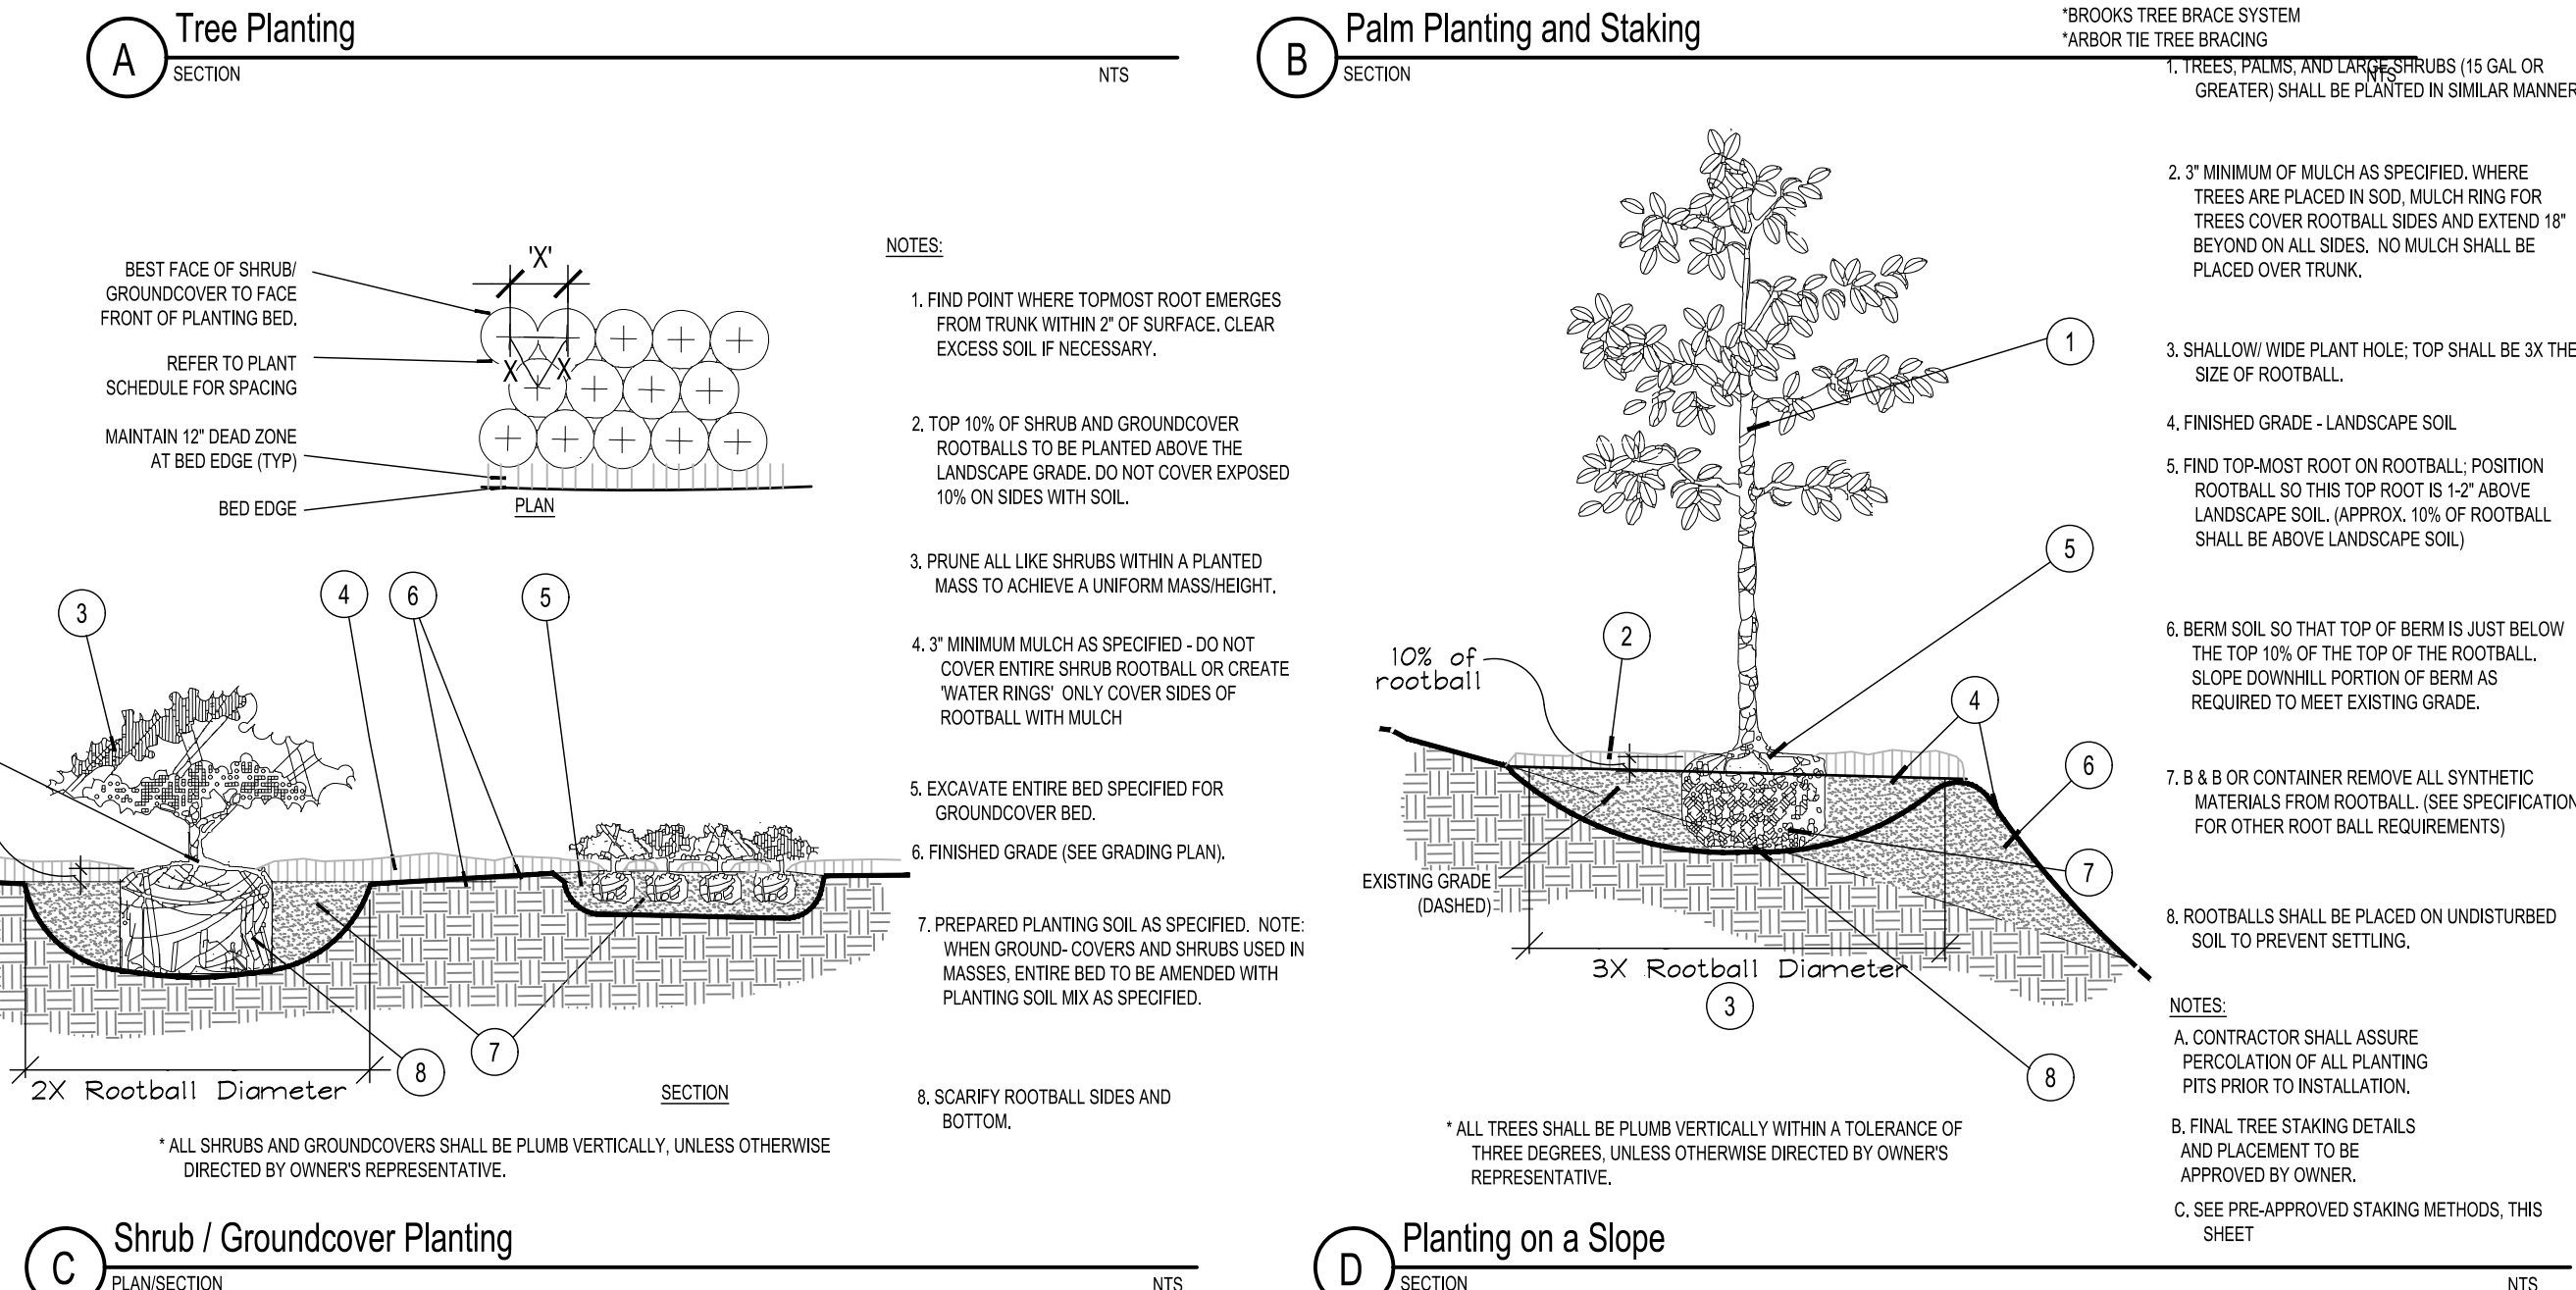 A
Tree Planting
SECTION
NTS
B
Palm Planting and Staking
SECTION
NTS
*BROOKS TREE BRACE SYSTEM
*ARBOR TIE TREE BRACING
BEST FACE OF SHRUB/
GROUNDCOVER TO FACE
FRONT OF PLANTING BED.
REFER TO PLANT
SCHEDULE FOR SPACING
MAINTAIN 12" DEAD ZONE
AT BED EDGE (TYP)
BED EDGE
'X'
X
X
PLAN
3
4
6
5
7
8
2X Rootball Diameter
SECTION
* ALL SHRUBS AND GROUNDCOVERS SHALL BE PLUMB VERTICALLY, UNLESS OTHERWISE
DIRECTED BY OWNER'S REPRESENTATIVE.
NOTES:
1. FIND POINT WHERE TOPMOST ROOT EMERGES
FROM TRUNK WITHIN 2" OF SURFACE. CLEAR
EXCESS SOIL IF NECESSARY.
2. TOP 10% OF SHRUB AND GROUNDCOVER
ROOTBALLS TO BE PLANTED ABOVE THE
LANDSCAPE GRADE. DO NOT COVER EXPOSED
10% ON SIDES WITH SOIL.
3. PRUNE ALL LIKE SHRUBS WITHIN A PLANTED
MASS TO ACHIEVE A UNIFORM MASS/HEIGHT.
4. 3" MINIMUM MULCH AS SPECIFIED - DO NOT
COVER ENTIRE SHRUB ROOTBALL OR CREATE
'WATER RINGS' ONLY COVER SIDES OF
ROOTBALL WITH MULCH
5. EXCAVATE ENTIRE BED SPECIFIED FOR
GROUNDCOVER BED.
6. FINISHED GRADE (SEE GRADING PLAN).
7. PREPARED PLANTING SOIL AS SPECIFIED. NOTE:
WHEN GROUND- COVERS AND SHRUBS USED IN
MASSES, ENTIRE BED TO BE AMENDED WITH
PLANTING SOIL MIX AS SPECIFIED.
8. SCARIFY ROOTBALL SIDES AND
BOTTOM.
1
5
2
10% of
rootball
4
6
7
EXISTING GRADE
(DASHED)
3X Rootball Diameter
3
8
* ALL TREES SHALL BE PLUMB VERTICALLY WITHIN A TOLERANCE OF
THREE DEGREES, UNLESS OTHERWISE DIRECTED BY OWNER'S
REPRESENTATIVE.
1. TREES, PALMS, AND LARGE SHRUBS (15 GAL OR
GREATER) SHALL BE PLANTED IN SIMILAR MANNER
2. 3" MINIMUM OF MULCH AS SPECIFIED. WHERE
TREES ARE PLACED IN SOD, MULCH RING FOR
TREES COVER ROOTBALL SIDES AND EXTEND 18"
BEYOND ON ALL SIDES. NO MULCH SHALL BE
PLACED OVER TRUNK.
3. SHALLOW/ WIDE PLANT HOLE; TOP SHALL BE 3X THE
SIZE OF ROOTBALL.
4. FINISHED GRADE - LANDSCAPE SOIL
5. FIND TOP-MOST ROOT ON ROOTBALL; POSITION
ROOTBALL SO THIS TOP ROOT IS 1-2" ABOVE
LANDSCAPE SOIL. (APPROX. 10% OF ROOTBALL
SHALL BE ABOVE LANDSCAPE SOIL)
6. BERM SOIL SO THAT TOP OF BERM IS JUST BELOW
THE TOP 10% OF THE TOP OF THE ROOTBALL.
SLOPE DOWNHILL PORTION OF BERM AS
REQUIRED TO MEET EXISTING GRADE.
7. B & B OR CONTAINER REMOVE ALL SYNTHETIC
MATERIALS FROM ROOTBALL. (SEE SPECIFICATION
FOR OTHER ROOT BALL REQUIREMENTS)
8. ROOTBALLS SHALL BE PLACED ON UNDISTURBED
SOIL TO PREVENT SETTLING.
NOTES:
A. CONTRACTOR SHALL ASSURE
PERCOLATION OF ALL PLANTING
PITS PRIOR TO INSTALLATION.
B. FINAL TREE STAKING DETAILS
AND PLACEMENT TO BE
APPROVED BY OWNER.
C. SEE PRE-APPROVED STAKING METHODS, THIS
SHEET
C
Shrub / Groundcover Planting
PLAN/SECTION
NTS
D
Planting on a Slope
SECTION
NTS